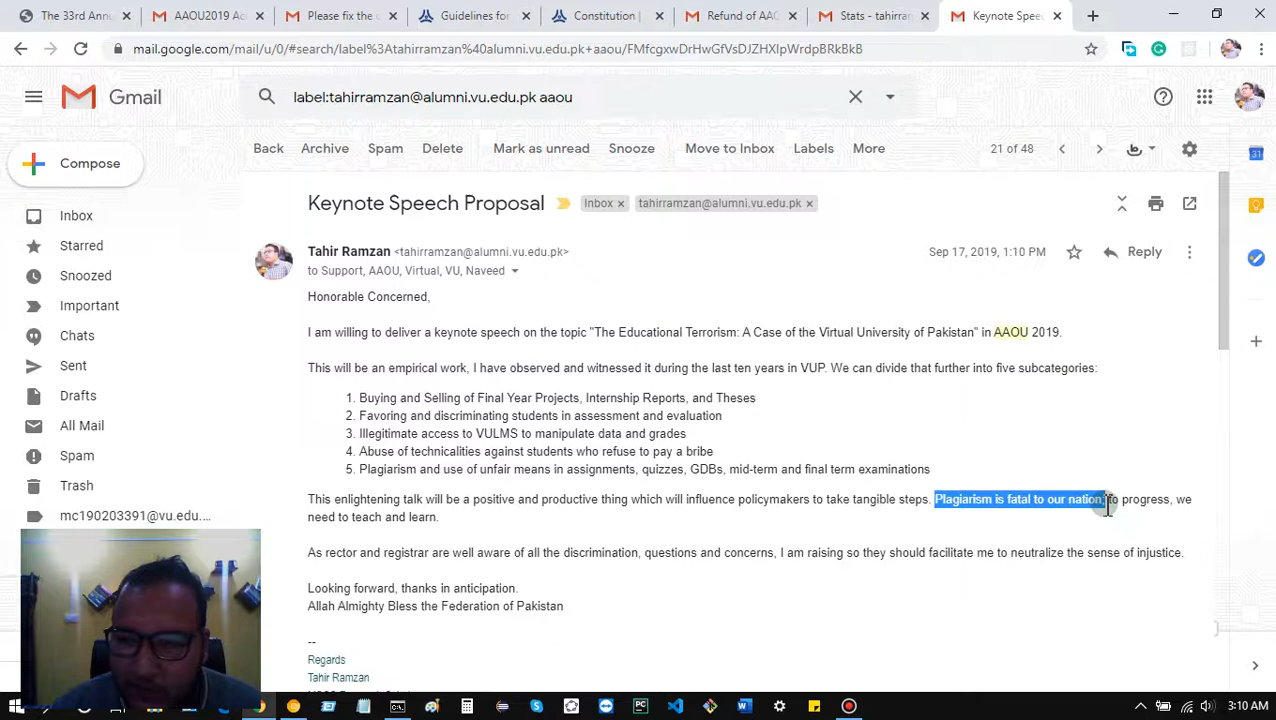 The 33rd Annu
AAOU2019 Acc
Please fix the c
Guidelines for
Constitution |
Refund of AAO
Stats - tahirram
Keynote Speec
mail.google.com/mail/u/0/#search/label%3Atahirramzan%40alumni.vu.edu.pk+aaou/FMfcgxwDrHwGfVsDJZHXlpWrdpBRkBkB
Gmail
label:tahirramzan@alumni.vu.edu.pk aaou
Compose
Back Archive Spam Delete Mark as unread Snooze Move to Inbox Labels More 21 of 48
Inbox
Starred
Snoozed
Important
Chats
Sent
Drafts
All Mail
Spam
Trash
mc190203391@vu.edu....
Keynote Speech Proposal Inbox x tahirramzan@alumni.vu.edu.pk x
Tahir Ramzan <tahirramzan@alumni.vu.edu.pk> Sep 17, 2019, 1:10 PM Reply
to Support, AAOU, Virtual, VU, Naveed
Honorable Concerned,
I am willing to deliver a keynote speech on the topic "The Educational Terrorism: A Case of the Virtual University of Pakistan" in AAOU 2019.
This will be an empirical work, I have observed and witnessed it during the last ten years in VUP. We can divide that further into five subcategories:
1. Buying and Selling of Final Year Projects, Internship Reports, and Theses
2. Favoring and discriminating students in assessment and evaluation
3. Illegitimate access to VULMS to manipulate data and grades
4. Abuse of technicalities against students who refuse to pay a bribe
5. Plagiarism and use of unfair means in assignments, quizzes, GDBs, mid-term and final term examinations
This enlightening talk will be a positive and productive thing which will influence policymakers to take tangible steps. Plagiarism is fatal to our nation; to progress, we
need to teach and learn.
As rector and registrar are well aware of all the discrimination, questions and concerns, I am raising so they should facilitate me to neutralize the sense of injustice.
Looking forward, thanks in anticipation.
Allah Almighty Bless the Federation of Pakistan
--
Regards
Tahir Ramzan
3:10 AM